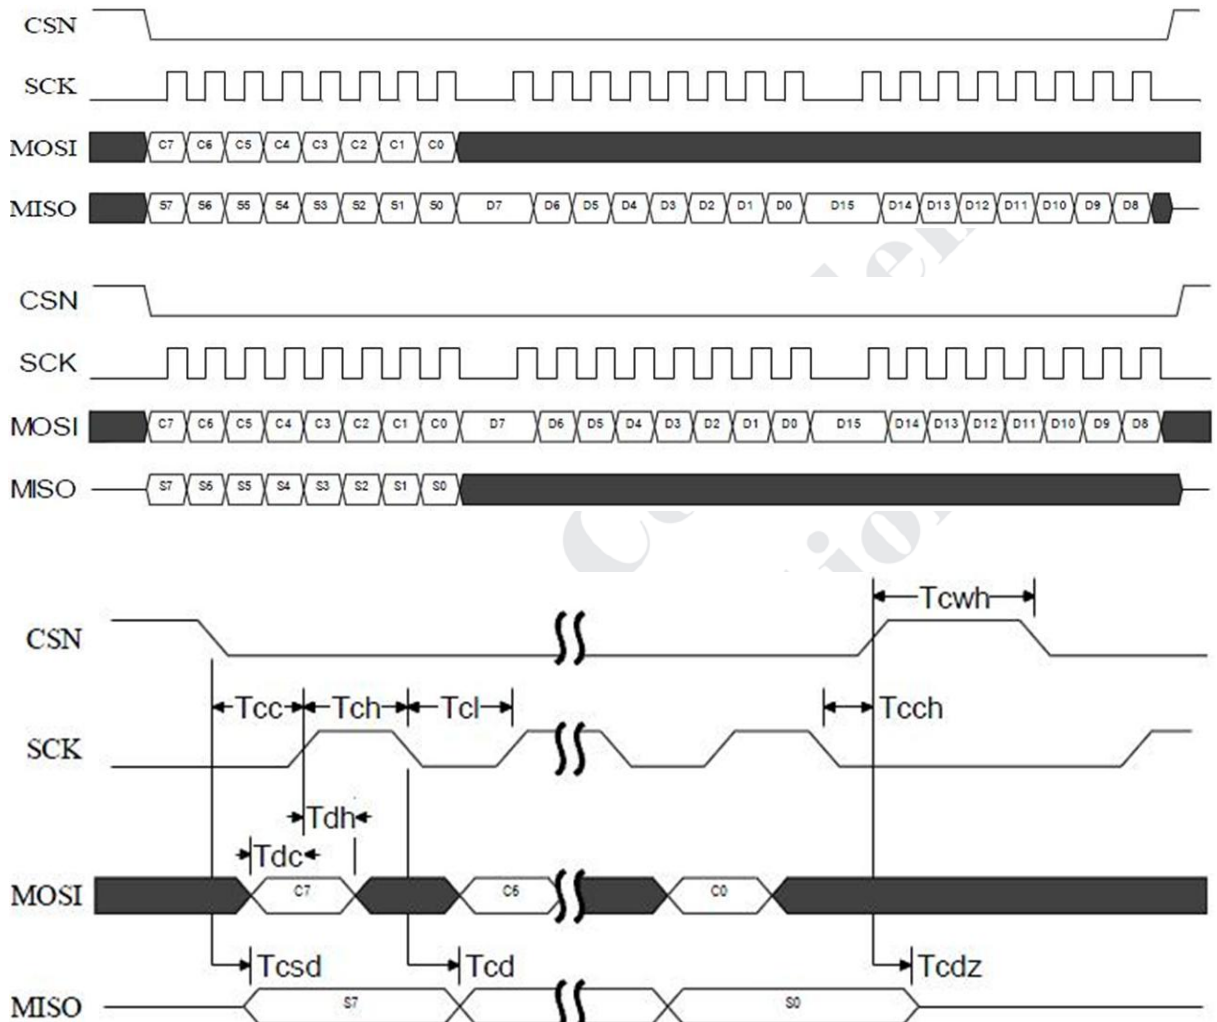 CSN
SCK
MOSI C7 C6 C5 C4 C3 C2 C1 C0
MISO S7 S6 S5 S4 S3 S2 S1 S0 D7 D6 D5 D4 D3 D2 D1 D0 D15 D14 D13 D12 D11 D10 D9 D8
CSN
SCK
MOSI C7 C6 C5 C4 C3 C2 C1 C0 D7 D6 D5 D4 D3 D2 D1 D0 D15 D14 D13 D12 D11 D10 D9 D8
MISO S7 S6 S5 S4 S3 S2 S1 S0
Tcwh
CSN
Tcc Tch Tcl Tcch
SCK
Tdh
Tdc
MOSI C7 C6 C0
Tcsd Tcd Tcdz
MISO S7 S0